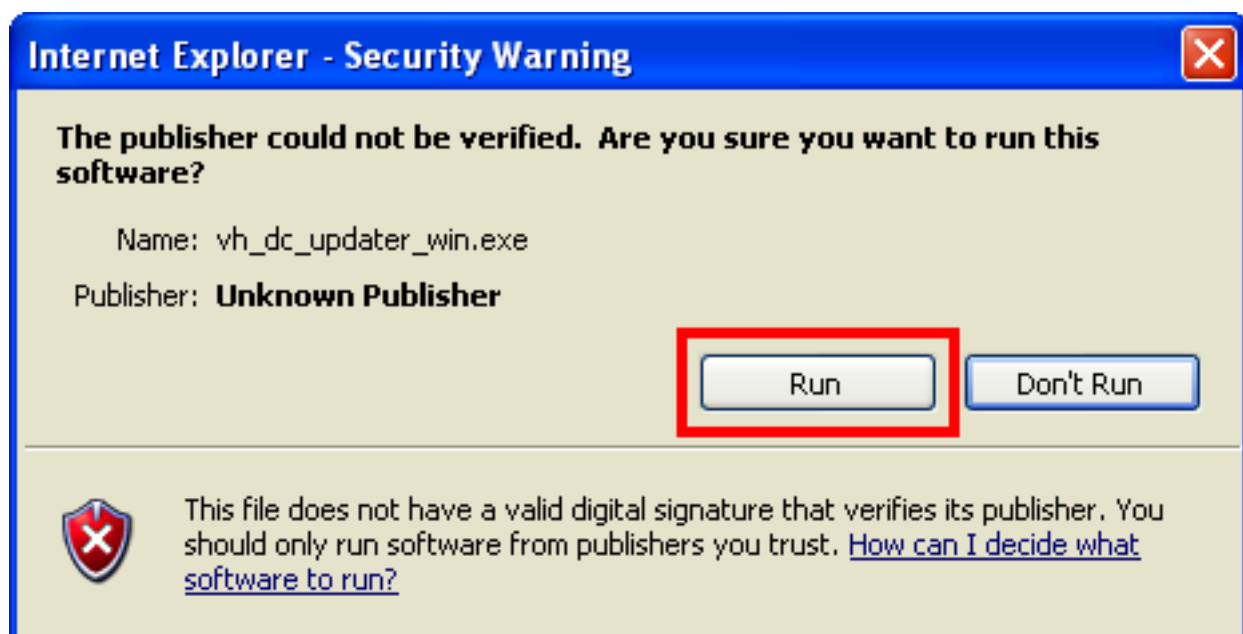 Internet Explorer - Security Warning
The publisher could not be verified.  Are you sure you want to run this
software?
Name: vh_dc_updater_win.exe
Publisher: Unknown Publisher
Run
Don't Run
This file does not have a valid digital signature that verifies its publisher. You
should only run software from publishers you trust. How can I decide what
software to run?